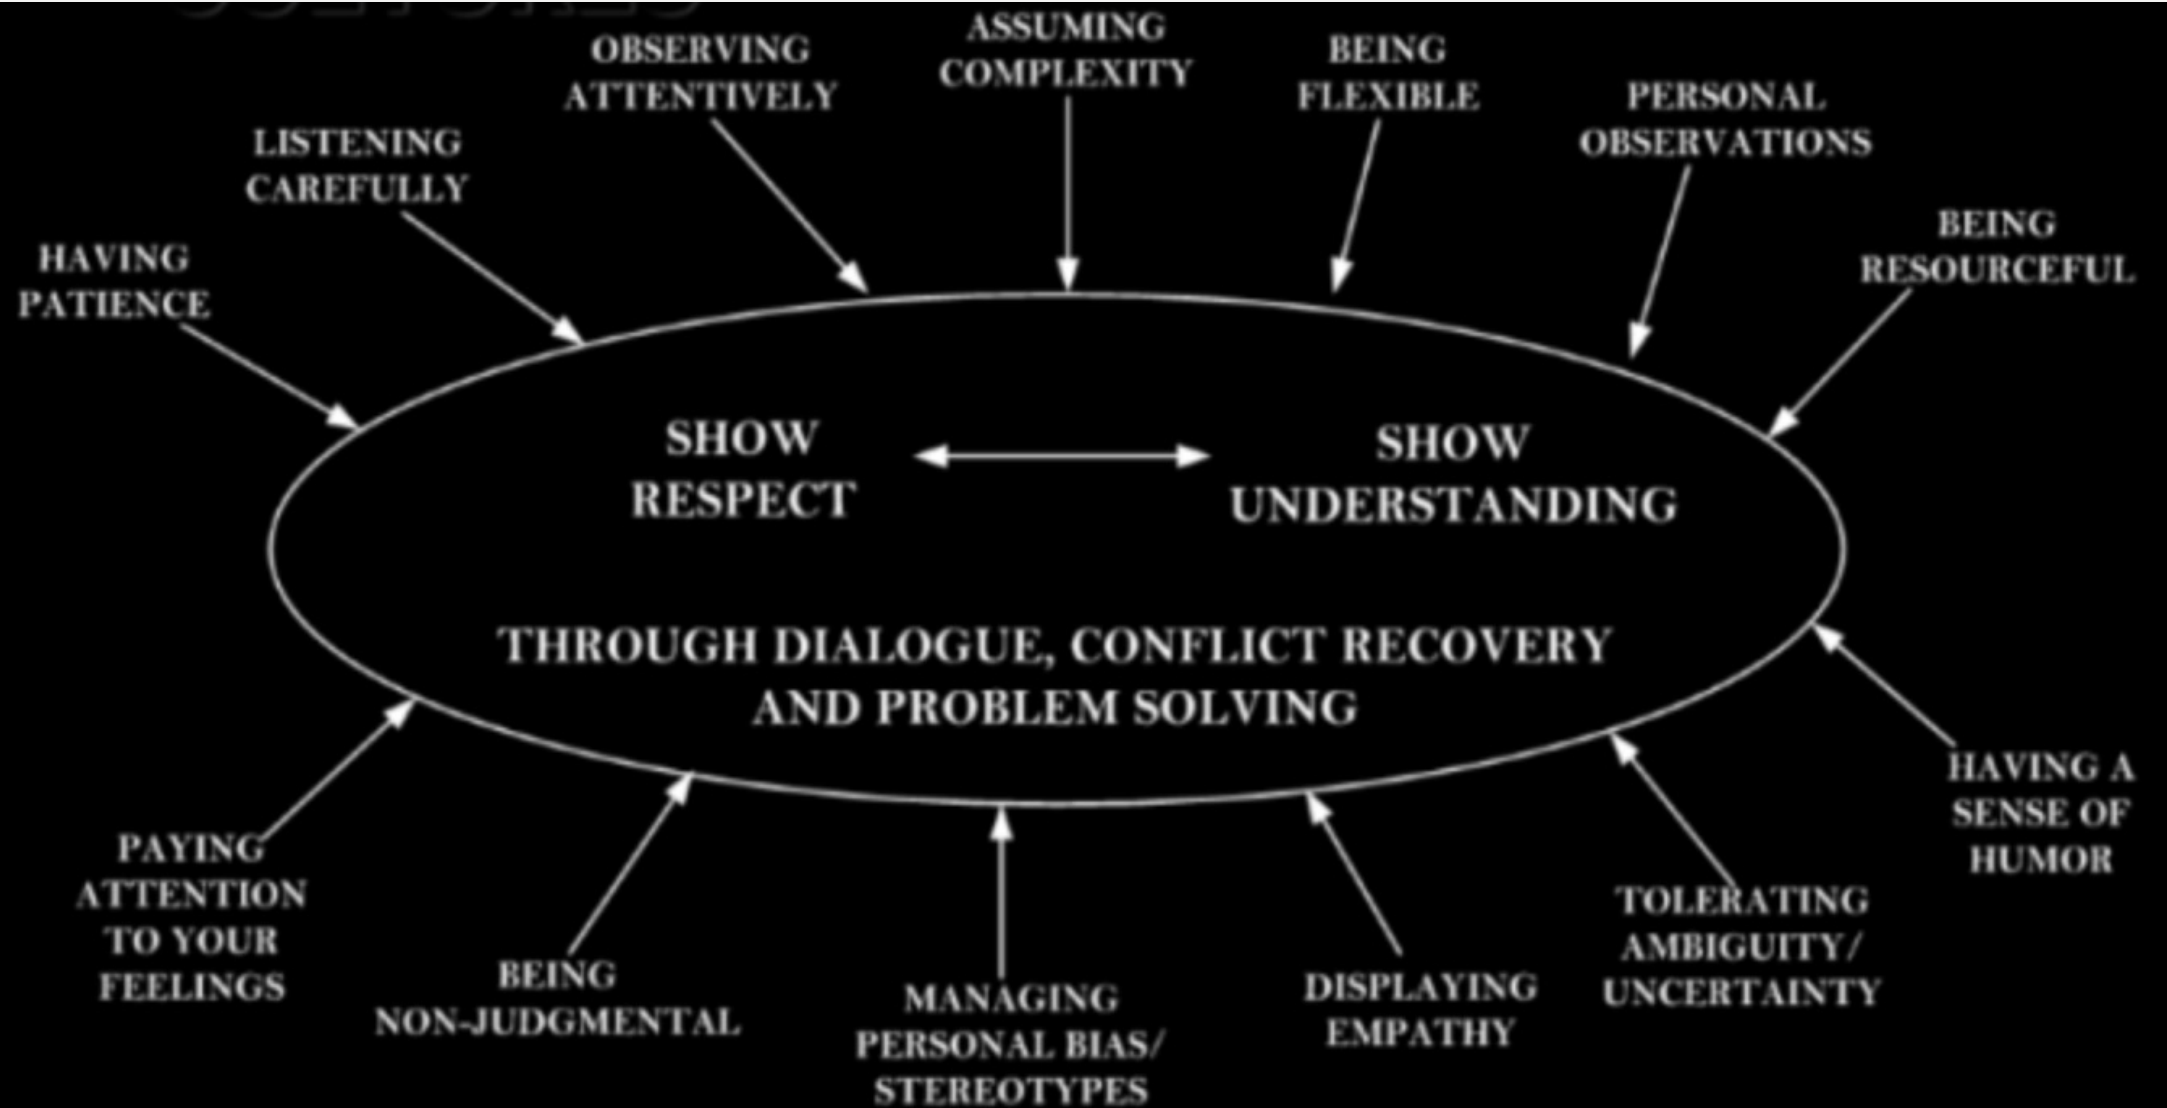 ASSUMING
COMPLEXITY
OBSERVING
ATTENTIVELY
BEING
FLEXIBLE
PERSONAL
OBSERVATIONS
LISTENING
CAREFULLY
BEING
RESOURCEFUL
HAVING
PATIENCE
SHOW
RESPECT
SHOW
UNDERSTANDING
THROUGH DIALOGUE, CONFLICT RECOVERY
AND PROBLEM SOLVING
HAVING A
SENSE OF
HUMOR
PAYING
ATTENTION
TO YOUR
FEELINGS
BEING
NON-JUDGMENTAL
MANAGING
PERSONAL BIAS/
STEREOTYPES
DISPLAYING
EMPATHY
TOLERATING
AMBIGUITY/
UNCERTAINTY